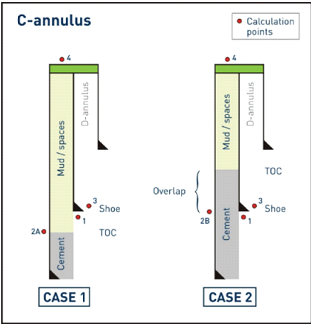 C-annulus
Calculation
points
4
Mud / spaces
D-annulus
3
Shoe
1
2A
TOC
Cement
CASE 1
4
Mud / spaces
D-annulus
TOC
Overlap
3
Shoe
2B
1
Cement
CASE 2